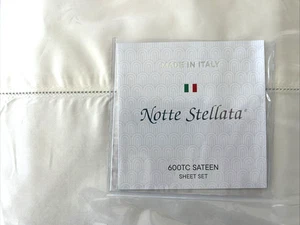 MADE IN ITALY
Notte Stellata®
600TC SATEEN
SHEET SET